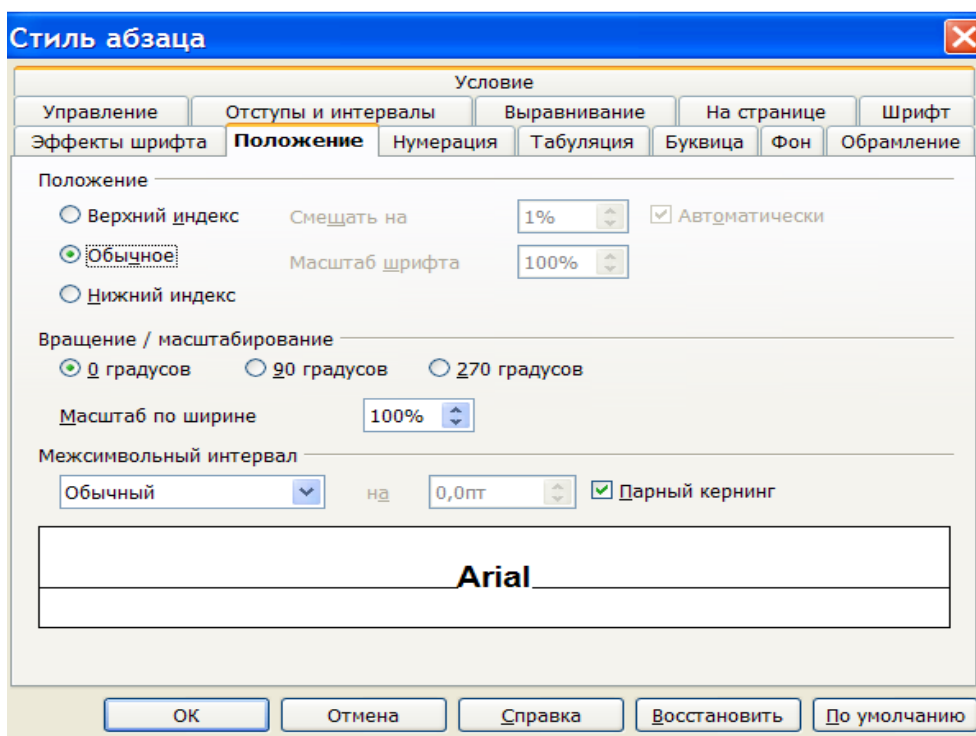 Стиль абзаца
Условие
Управление Отступы и интервалы Выравнивание На странице Шрифт
Эффекты шрифта Положение Нумерация Табуляция Буквица Фон Обрамление
Положение
Верхний индекс Смещать на 1% Автоматически
Обычное Масштаб шрифта 100%
Нижний индекс
Вращение / масштабирование
0 градусов 90 градусов 270 градусов
Масштаб по ширине 100%
Межсимвольный интервал
Обычный на 0,0пт Парный кернинг
Arial
ОК Отмена Справка Восстановить По умолчанию